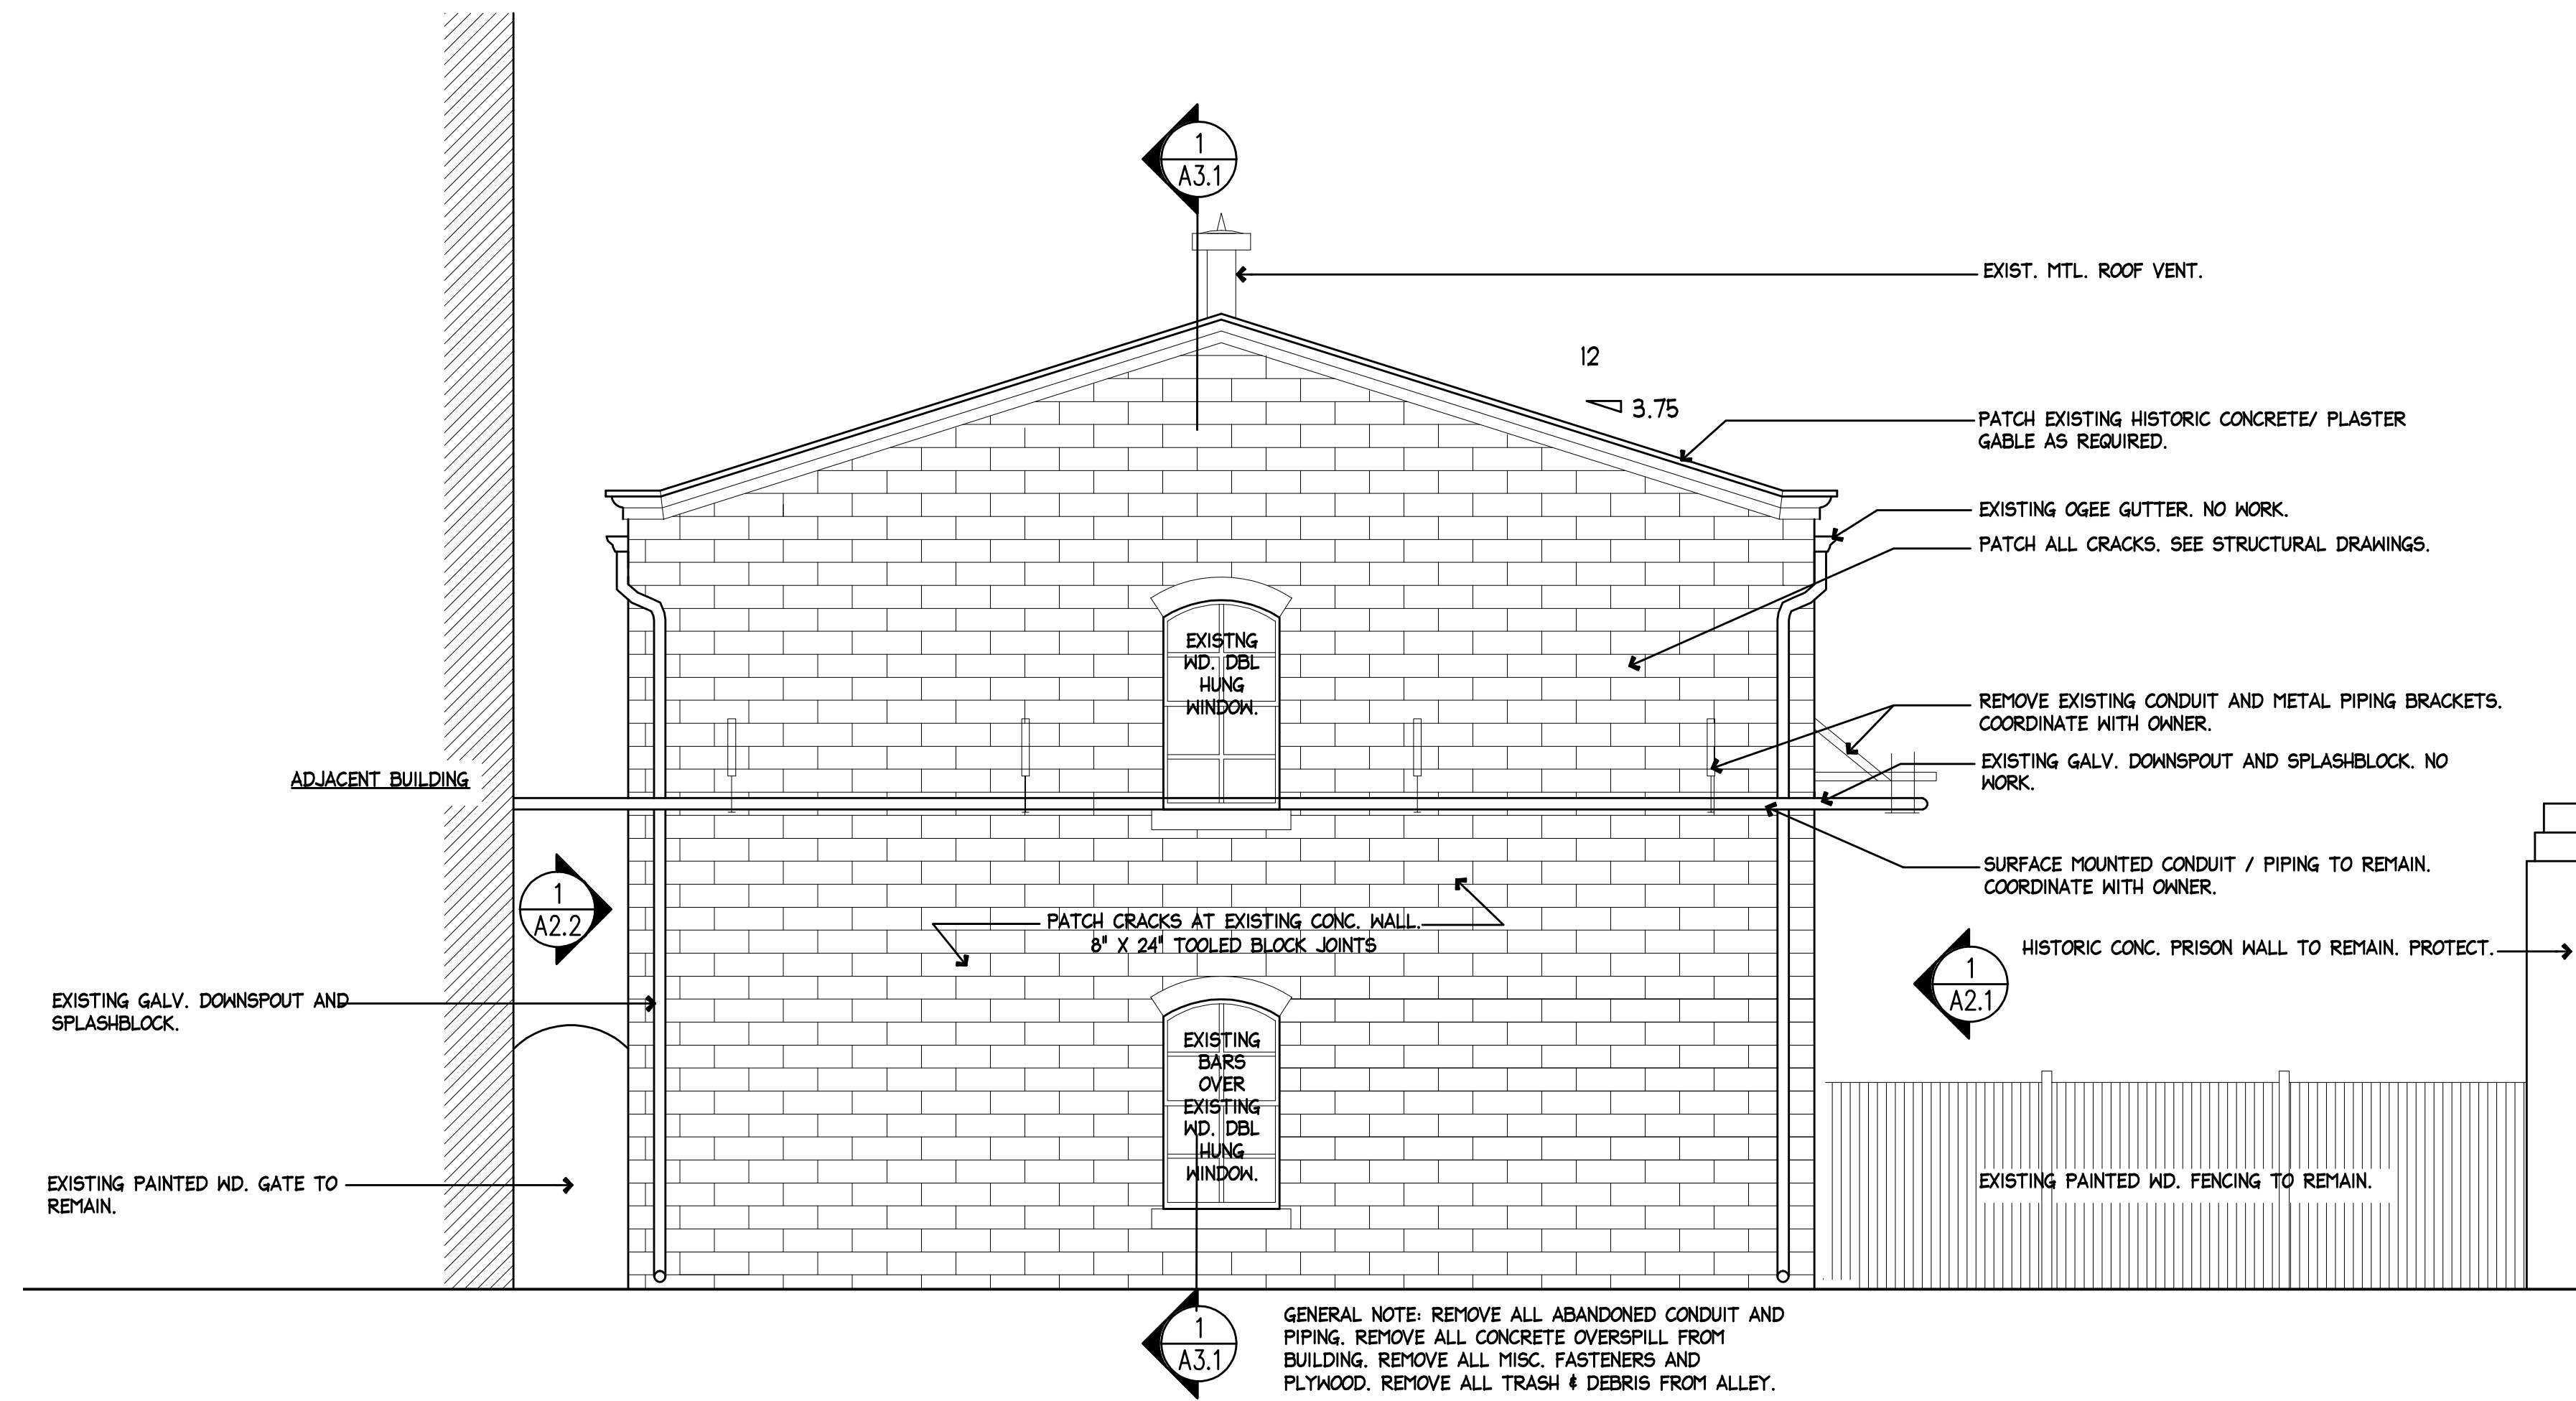 1
A3.1
EXIST. MTL. ROOF VENT.
12
3.75
PATCH EXISTING HISTORIC CONCRETE/ PLASTER
GABLE AS REQUIRED.
EXISTING OGEE GUTTER. NO WORK.
PATCH ALL CRACKS. SEE STRUCTURAL DRAWINGS.
EXISTNG
WD. DBL
HUNG
WINDOW.
REMOVE EXISTING CONDUIT AND METAL PIPING BRACKETS.
COORDINATE WITH OWNER.
EXISTING GALV. DOWNSPOUT AND SPLASHBLOCK. NO
WORK.
ADJACENT BUILDING
SURFACE MOUNTED CONDUIT / PIPING TO REMAIN.
COORDINATE WITH OWNER.
1
A2.2
PATCH CRACKS AT EXISTING CONC. WALL.
8" X 24" TOOLED BLOCK JOINTS
HISTORIC CONC. PRISON WALL TO REMAIN. PROTECT.
1
A2.1
EXISTING GALV. DOWNSPOUT AND
SPLASHBLOCK.
EXISTING
BARS
OVER
EXISTING
WD. DBL
HUNG
WINDOW.
EXISTING PAINTED WD. GATE TO
REMAIN.
EXISTING PAINTED WD. FENCING TO REMAIN.
1
A3.1
GENERAL NOTE: REMOVE ALL ABANDONED CONDUIT AND
PIPING. REMOVE ALL CONCRETE OVERSPILL FROM
BUILDING. REMOVE ALL MISC. FASTENERS AND
PLYWOOD. REMOVE ALL TRASH & DEBRIS FROM ALLEY.